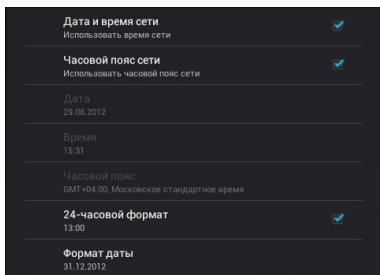 Дата и время сети
Использовать время сети
Часовой пояс сети
Использовать часовой пояс сети
Дата
29.08.2012
Время
15:31
Часовой пояс
GMT+04:00, Московское стандартное время
24-часовой формат
13:00
Формат даты
31.12.2012